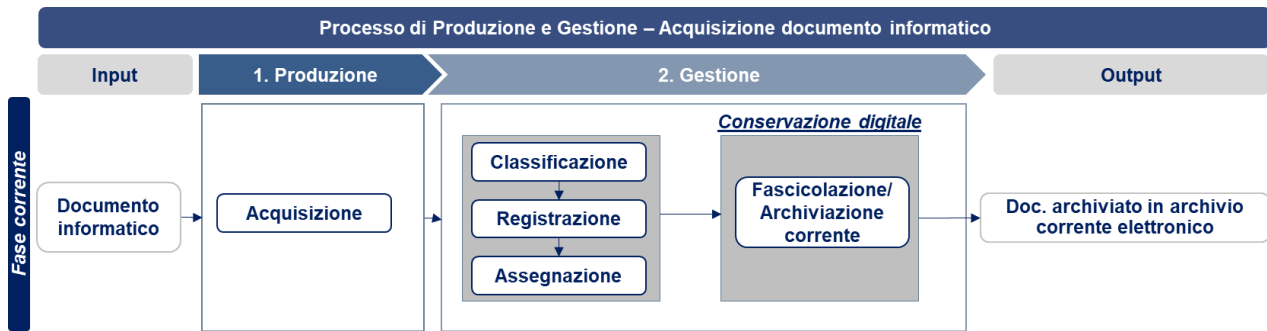 Processo di Produzione e Gestione – Acquisizione documento informatico
Input
1. Produzione
2. Gestione
Output
Fase corrente
Documento
informatico
Acquisizione
Classificazione
Registrazione
Assegnazione
Conservazione digitale
Fascicolazione/
Archiviazione
corrente
Doc. archiviato in archivio
corrente elettronico